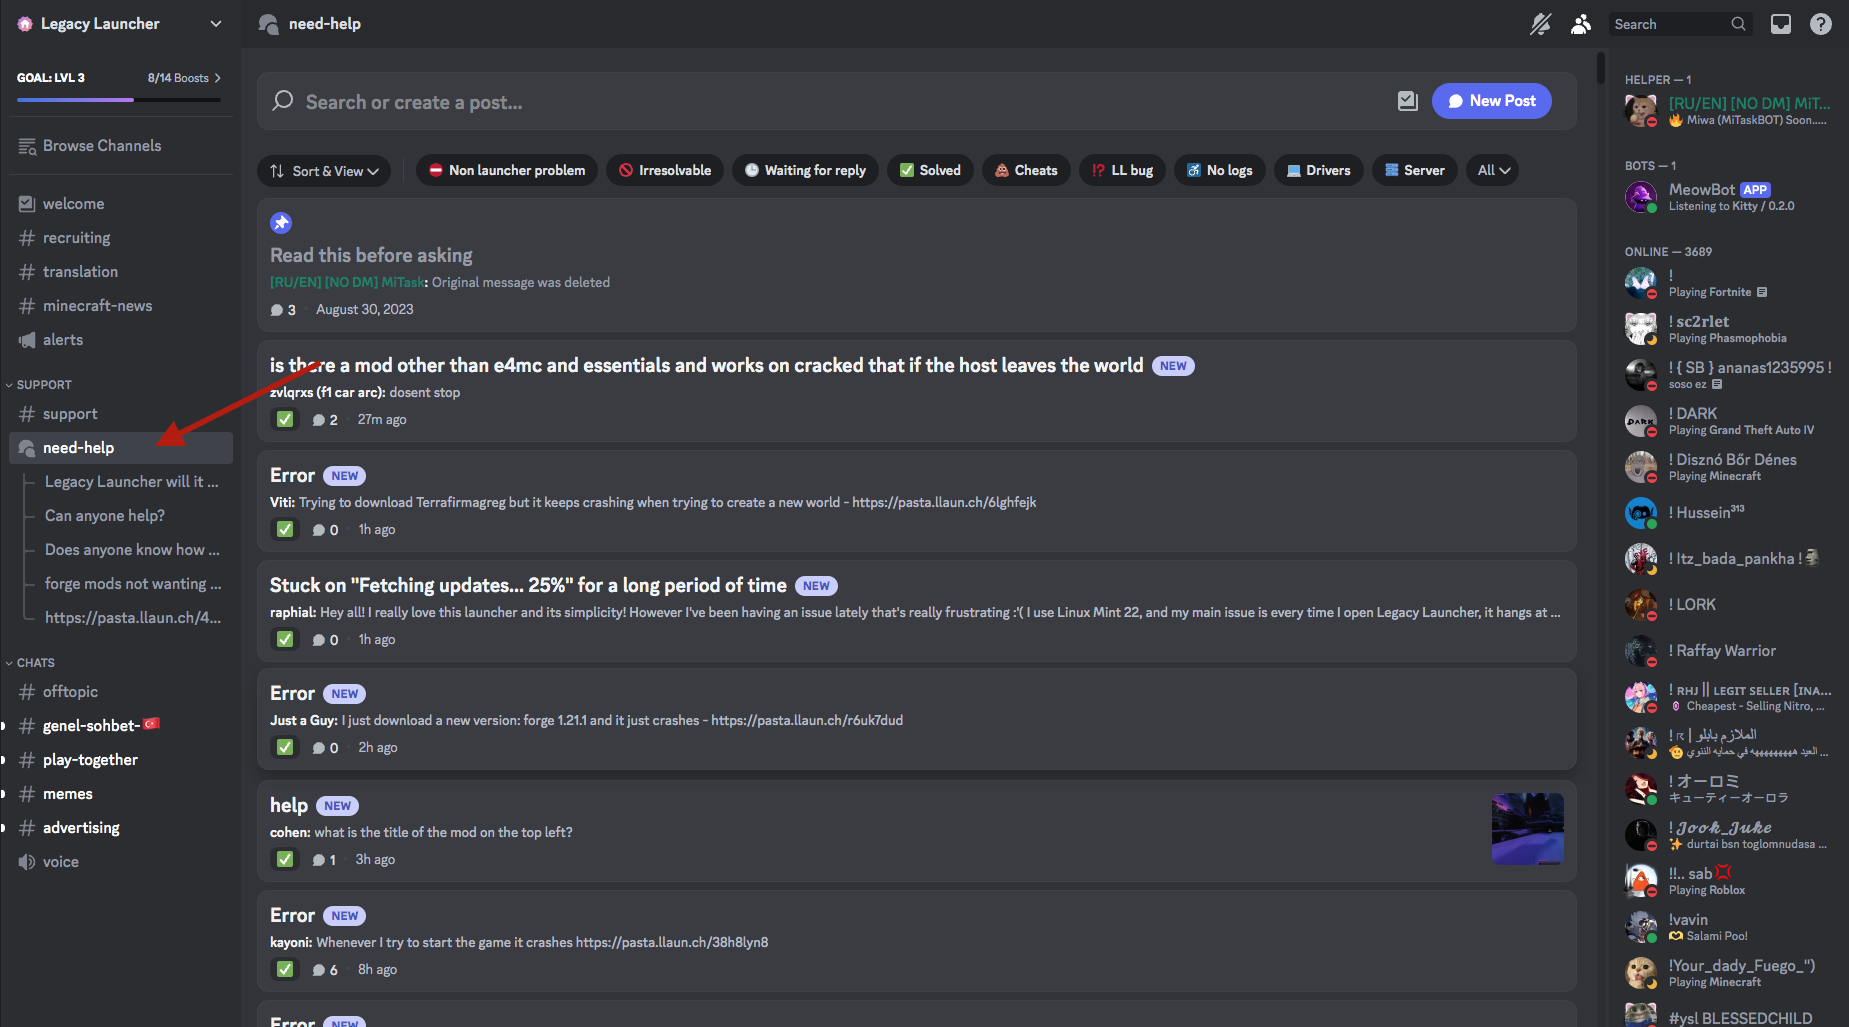 Legacy Launcher
GOAL: LVL 3
8/14 Boosts
Browse Channels
welcome
recruiting
translation
minecraft-news
alerts
SUPPORT
support
need-help
Legacy Launcher will it ...
Can anyone help?
Does anyone know how ...
forge mods not wanting ...
https://pasta.llaun.ch/4...
CHATS
offtopic
genel-sohbet-🇹🇷
play-together
memes
advertising
voice
need-help
Search
Search or create a post...
New Post
Sort & View
Non launcher problem
Irresolvable
Waiting for reply
Solved
Cheats
LL bug
No logs
Drivers
Server
All
Read this before asking
[RU/EN] [NO DM] MiTask: Original message was deleted
3 August 30, 2023
is there a mod other than e4mc and essentials and works on cracked that if the host leaves the world NEW
zvlqrxs (f1 car arc): dosent stop
2 27m ago
Error NEW
Viti: Trying to download Terrafirmagreg but it keeps crashing when trying to create a new world - https://pasta.llaun.ch/6lghfejk
0 1h ago
Stuck on "Fetching updates... 25%" for a long period of time NEW
raphial: Hey all! I really love this launcher and its simplicity! However I've been having an issue lately that's really frustrating :'( I use Linux Mint 22, and my main issue is every time I open Legacy Launcher, it hangs at ...
0 1h ago
Error NEW
Just a Guy: I just download a new version: forge 1.21.1 and it just crashes - https://pasta.llaun.ch/r6uk7dud
0 2h ago
help NEW
cohen: what is the title of the mod on the top left?
1 3h ago
Error NEW
kayoni: Whenever I try to start the game it crashes https://pasta.llaun.ch/38h8lyn8
6 8h ago
Error NEW
HELPER — 1
[RU/EN] [NO DM] MiT...
Miwa (MiTaskBOT) Soon.....
BOTS — 1
MeowBot APP
Listening to Kitty / 0.2.0
ONLINE — 3689
!
Playing Fortnite
! sc2rlet
Playing Phasmophobia
! { SB } ananas1235995 !
soso ez
! DARK
Playing Grand Theft Auto IV
! Disznó Bőr Dénes
Playing Minecraft
! Hussein³¹³
! Itz_bada_pankha !
! LORK
! Raffay Warrior
! ʀʜᴊ || ʟᴇɢɪᴛ sᴇʟʟᴇʀ [ɪɴᴀ...
Cheapest - Selling Nitro, ...
الملازم بابلو |
! オーロミ
キューティーオーロラ
! 𝓙𝓸𝓸𝓴_𝓙𝓾𝓴𝓮
durtai bsn toglomnudasa ...
!!.. sab
Playing Roblox
!vavin
Salami Poo!
!Your_dady_Fuego_")
Playing Minecraft
#ysl BLESSEDCHILD